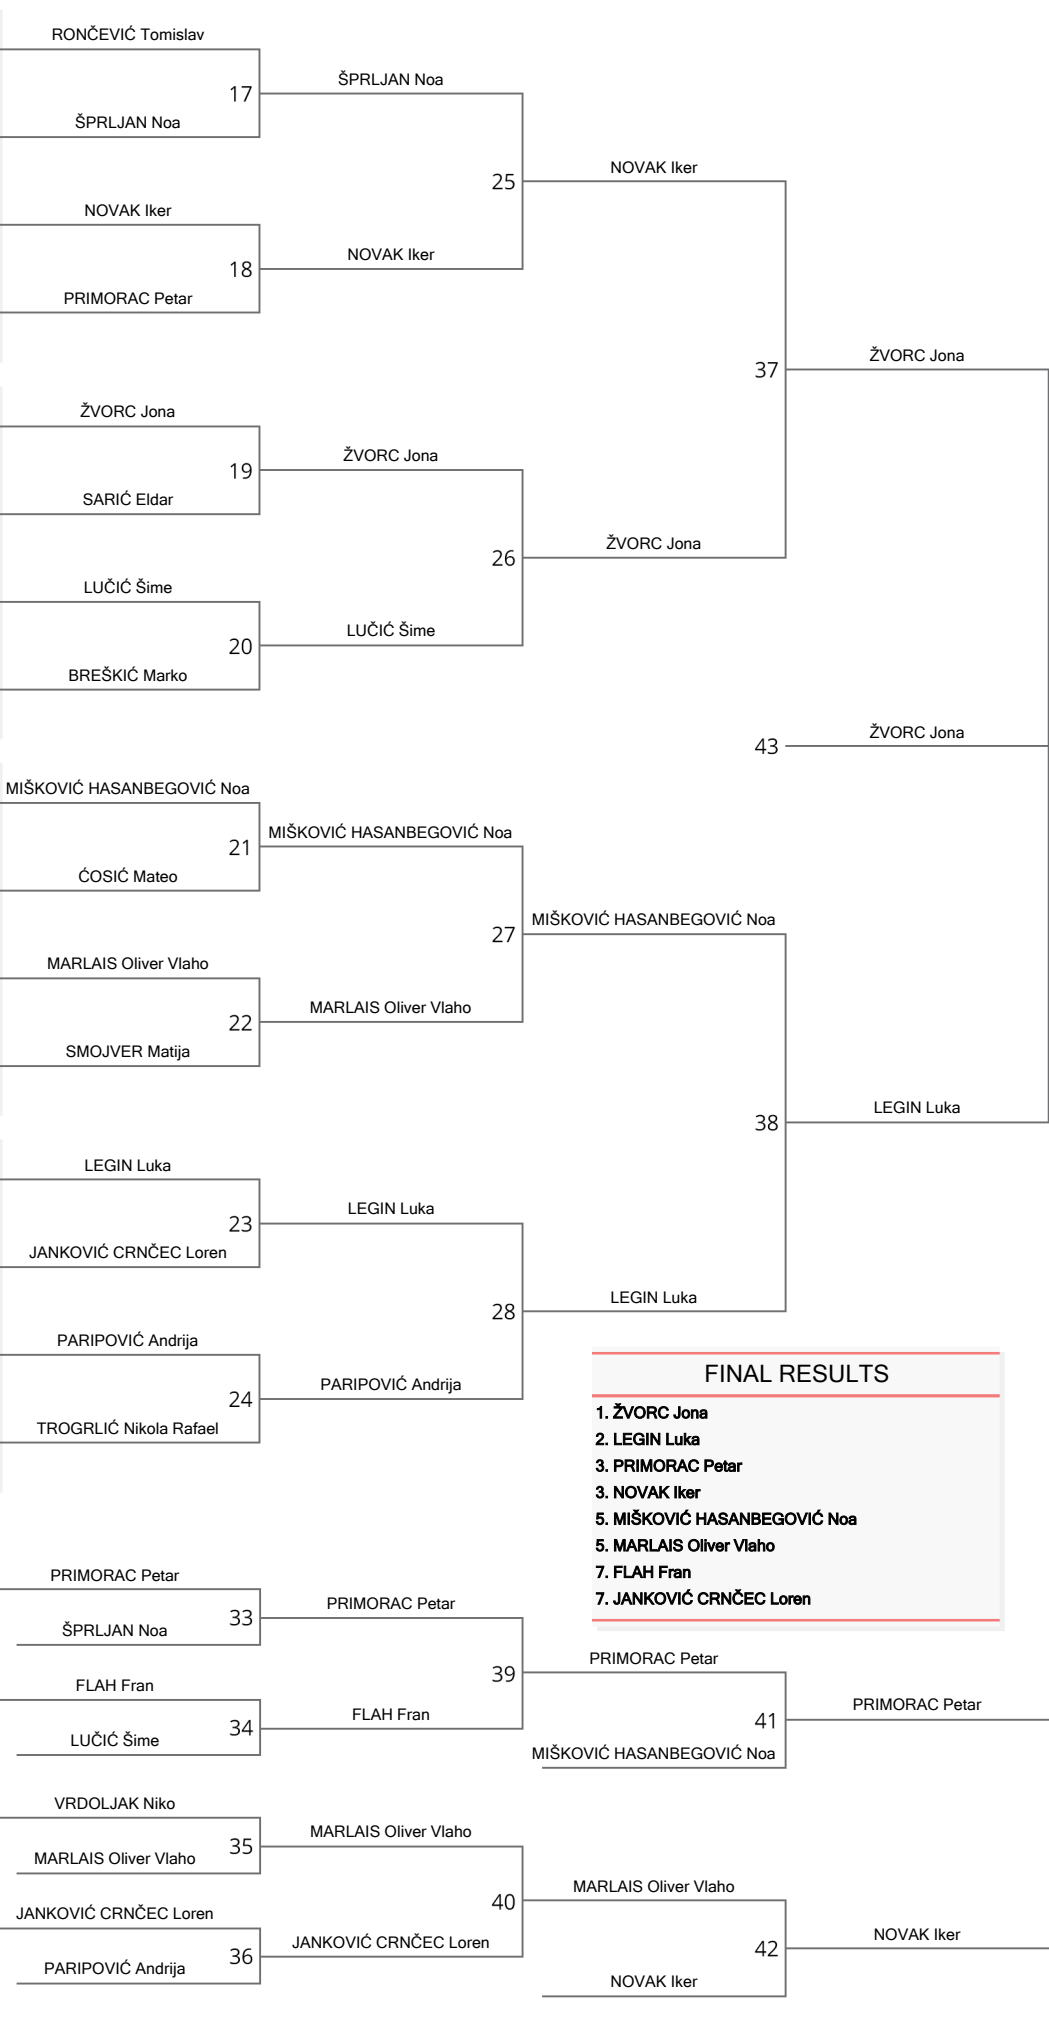 RONČEVIĆ Tomislav
17
ŠPRLJAN Noa
ŠPRLJAN Noa
25
NOVAK Iker
NOVAK Iker
18
NOVAK Iker
PRIMORAC Petar
37
ŽVORC Jona
ŽVORC Jona
19
ŽVORC Jona
SARIĆ Eldar
26
ŽVORC Jona
LUČIĆ Šime
20
LUČIĆ Šime
BREŠKIĆ Marko
43
ŽVORC Jona
MIŠKOVIĆ HASANBEGOVIĆ Noa
21
MIŠKOVIĆ HASANBEGOVIĆ Noa
ĆOSIĆ Mateo
27
MIŠKOVIĆ HASANBEGOVIĆ Noa
MARLAIS Oliver Vlaho
22
MARLAIS Oliver Vlaho
SMOJVER Matija
38
LEGIN Luka
LEGIN Luka
23
LEGIN Luka
JANKOVIĆ CRNČEC Loren
28
LEGIN Luka
PARIPOVIĆ Andrija
24
PARIPOVIĆ Andrija
TROGRLIĆ Nikola Rafael
FINAL RESULTS
1. ŽVORC Jona
2. LEGIN Luka
3. PRIMORAC Petar
3. NOVAK Iker
5. MIŠKOVIĆ HASANBEGOVIĆ Noa
5. MARLAIS Oliver Vlaho
7. FLAH Fran
7. JANKOVIĆ CRNČEC Loren
PRIMORAC Petar
33
PRIMORAC Petar
ŠPRLJAN Noa
39
PRIMORAC Petar
FLAH Fran
34
FLAH Fran
LUČIĆ Šime
41
PRIMORAC Petar
MIŠKOVIĆ HASANBEGOVIĆ Noa
VRDOLJAK Niko
35
MARLAIS Oliver Vlaho
MARLAIS Oliver Vlaho
40
MARLAIS Oliver Vlaho
JANKOVIĆ CRNČEC Loren
36
JANKOVIĆ CRNČEC Loren
PARIPOVIĆ Andrija
42
NOVAK Iker
NOVAK Iker